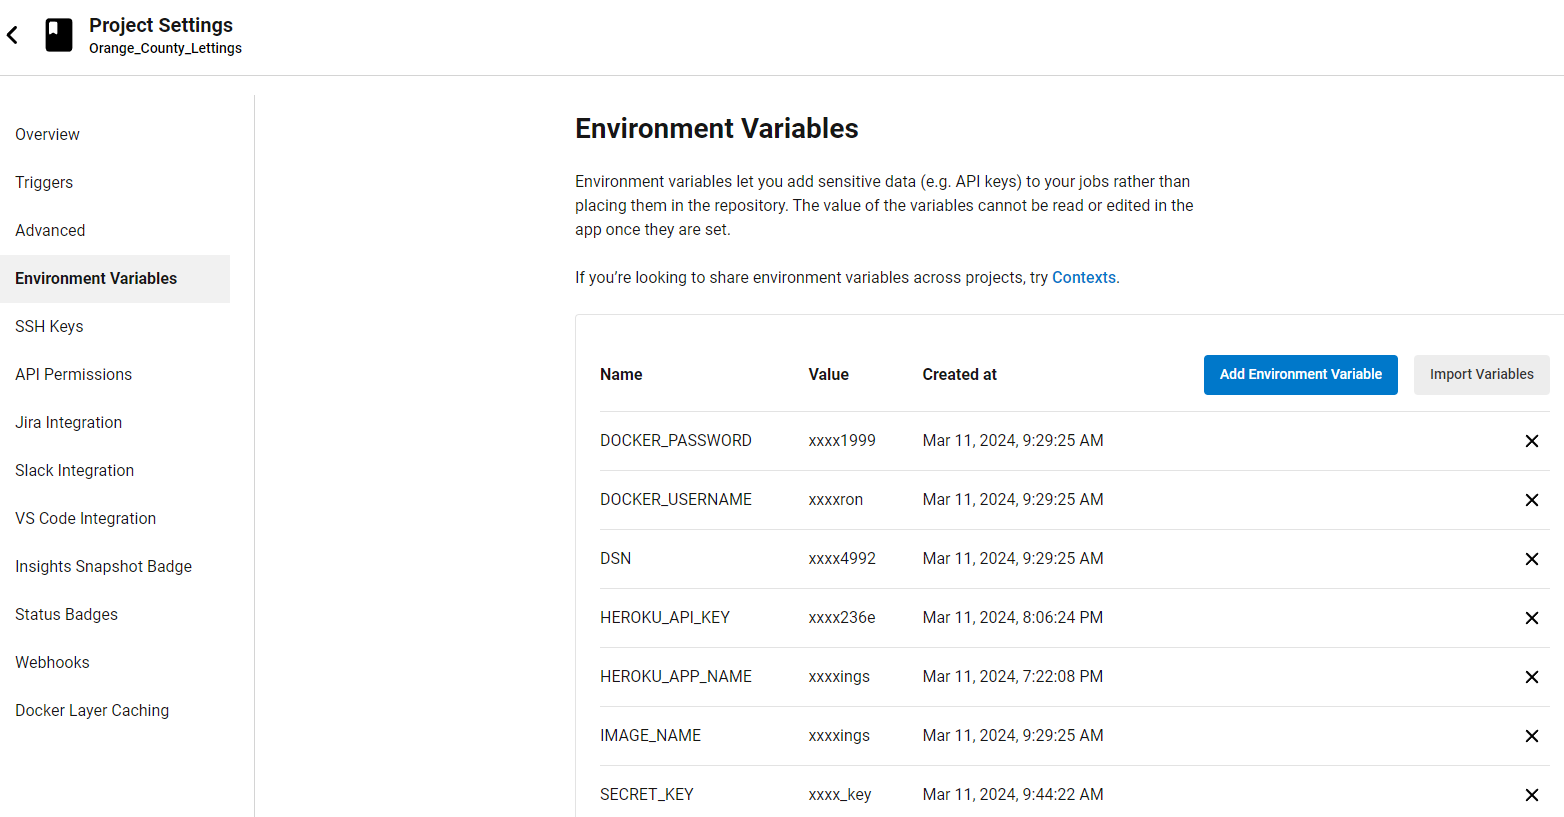 Project Settings
Orange_County_Lettings
Overview
Triggers
Advanced
Environment Variables
SSH Keys
API Permissions
Jira Integration
Slack Integration
VS Code Integration
Insights Snapshot Badge
Status Badges
Webhooks
Docker Layer Caching
Environment Variables
Environment variables let you add sensitive data (e.g. API keys) to your jobs rather than
placing them in the repository. The value of the variables cannot be read or edited in the
app once they are set.
If you’re looking to share environment variables across projects, try Contexts.
Name Value Created at Add Environment Variable Import Variables
DOCKER_PASSWORD xxxx1999 Mar 11, 2024, 9:29:25 AM
DOCKER_USERNAME xxxxron Mar 11, 2024, 9:29:25 AM
DSN xxxx4992 Mar 11, 2024, 9:29:25 AM
HEROKU_API_KEY xxxx236e Mar 11, 2024, 8:06:24 PM
HEROKU_APP_NAME xxxxings Mar 11, 2024, 7:22:08 PM
IMAGE_NAME xxxxings Mar 11, 2024, 9:29:25 AM
SECRET_KEY xxxx_key Mar 11, 2024, 9:44:22 AM